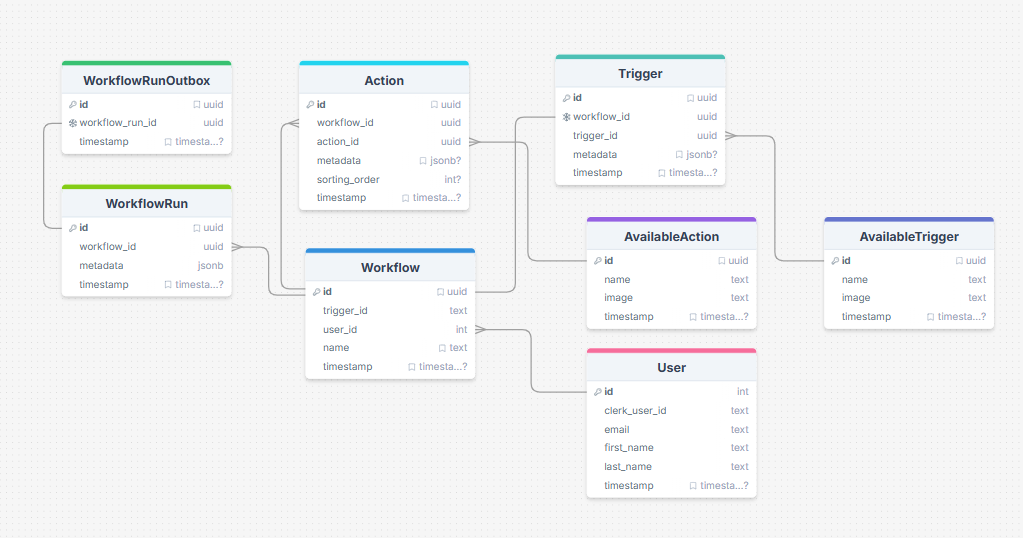 WorkflowRunOutbox
id uuid
workflow_run_id uuid
timestamp timesta...?
WorkflowRun
id uuid
workflow_id uuid
metadata jsonb
timestamp timesta...?
Action
id uuid
workflow_id uuid
action_id uuid
metadata jsonb?
sorting_order int?
timestamp timesta...?
Workflow
id uuid
trigger_id text
user_id int
name text
timestamp timesta...?
Trigger
id uuid
workflow_id uuid
trigger_id uuid
metadata jsonb?
timestamp timesta...?
AvailableAction
id uuid
name text
image text
timestamp timesta...?
AvailableTrigger
id uuid
name text
image text
timestamp timesta...?
User
id int
clerk_user_id text
email text
first_name text
last_name text
timestamp timesta...?